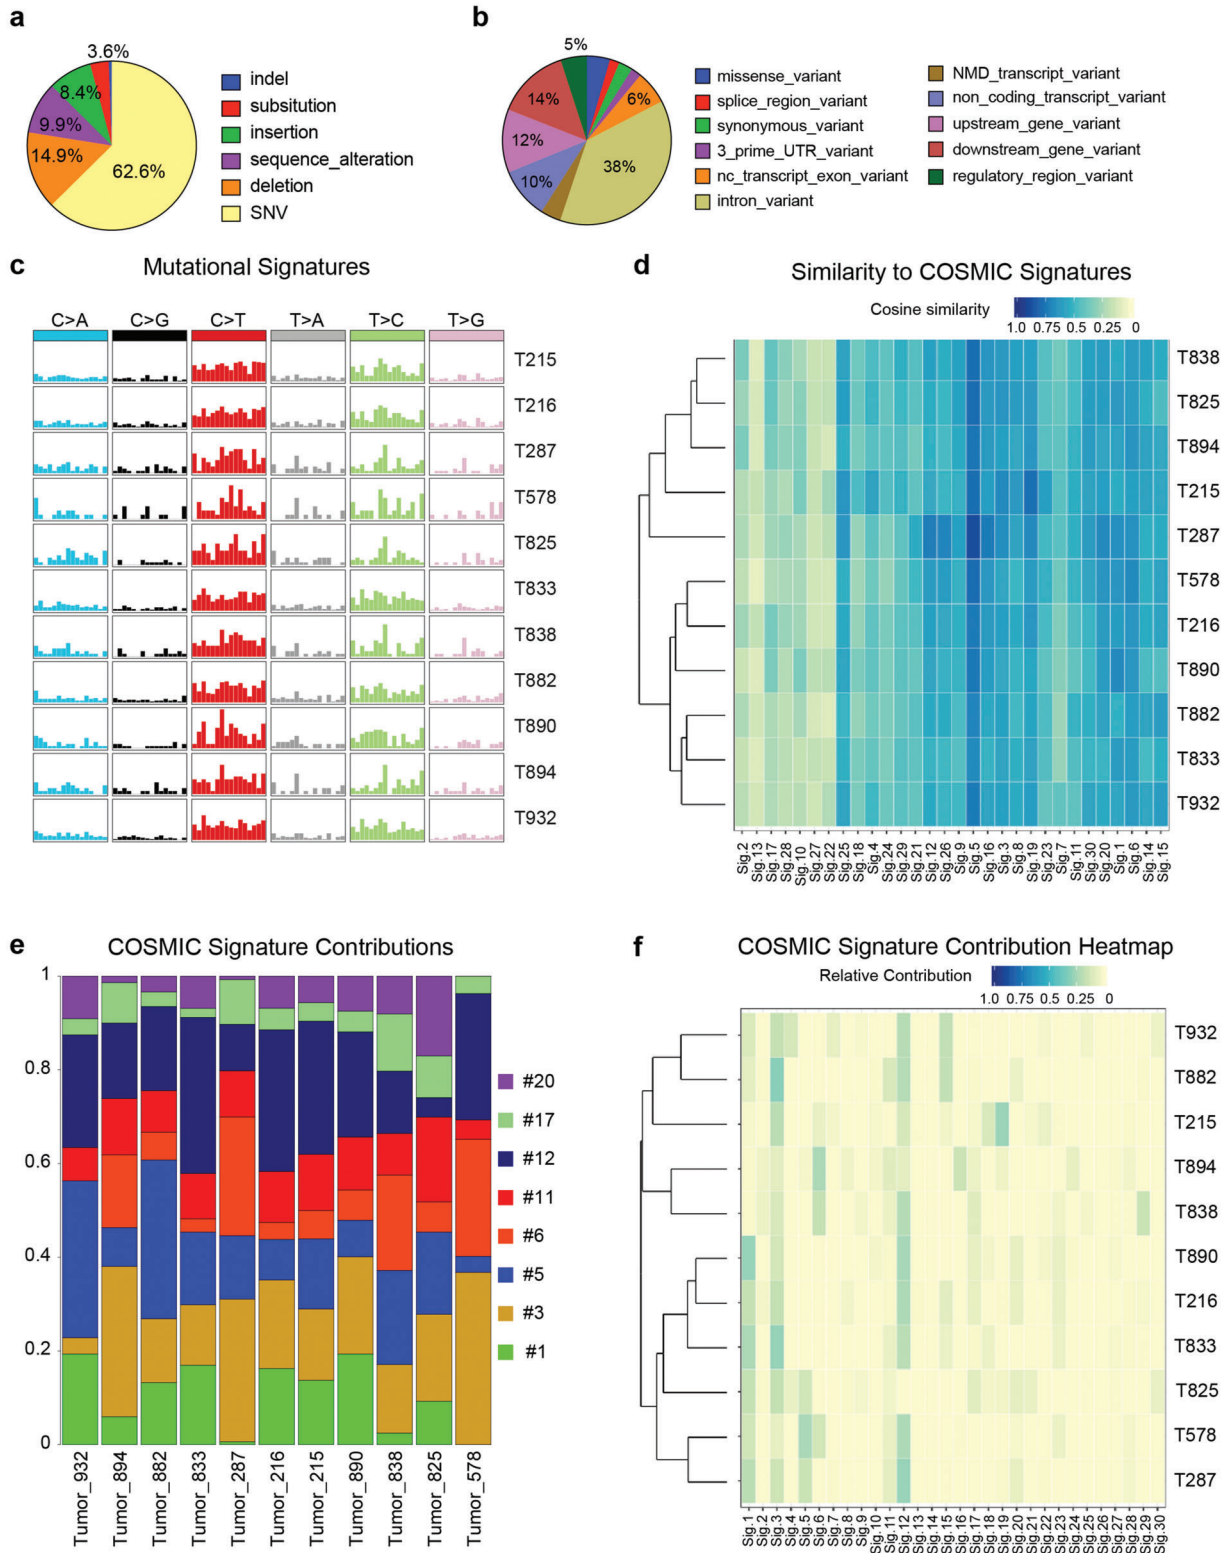 a
3.6%
8.4%
9.9%
14.9%
62.6%
indel
subsitution
insertion
sequence_alteration
deletion
SNV
b
5%
14%
6%
12%
38%
10%
missense_variant
splice_region_variant
synonymous_variant
3_prime_UTR_variant
nc_transcript_exon_variant
intron_variant
NMD_transcript_variant
non_coding_transcript_variant
upstream_gene_variant
downstream_gene_variant
regulatory_region_variant
c
Mutational Signatures
C>A C>G C>T T>A T>C T>G
T215
T216
T287
T578
T825
T833
T838
T882
T890
T894
T932
d
Similarity to COSMIC Signatures
Cosine similarity
1.0 0.75 0.50 0.25 0
T838
T825
T894
T215
T287
T578
T216
T890
T882
T833
T932
Sig.2 Sig.13 Sig.17 Sig.28 Sig.10 Sig.27 Sig.22 Sig.25 Sig.18 Sig.4 Sig.24 Sig.29 Sig.21 Sig.12 Sig.26 Sig.9 Sig.5 Sig.16 Sig.3 Sig.8 Sig.19 Sig.23 Sig.7 Sig.11 Sig.30 Sig.20 Sig.1 Sig.6 Sig.14 Sig.15
e
COSMIC Signature Contributions
1
0.8
0.6
0.4
0.2
0
#20
#17
#12
#11
#6
#5
#3
#1
Tumor_932 Tumor_894 Tumor_882 Tumor_833 Tumor_287 Tumor_216 Tumor_215 Tumor_890 Tumor_838 Tumor_825 Tumor_578
f
COSMIC Signature Contribution Heatmap
Relative Contribution
1.0 0.75 0.5 0.25 0
T932
T882
T215
T894
T838
T890
T216
T833
T825
T578
T287
Sig.1 Sig.2 Sig.3 Sig.4 Sig.5 Sig.6 Sig.7 Sig.8 Sig.9 Sig.10 Sig.11 Sig.12 Sig.13 Sig.14 Sig.15 Sig.16 Sig.17 Sig.18 Sig.19 Sig.20 Sig.21 Sig.22 Sig.23 Sig.24 Sig.25 Sig.26 Sig.27 Sig.28 Sig.29 Sig.30